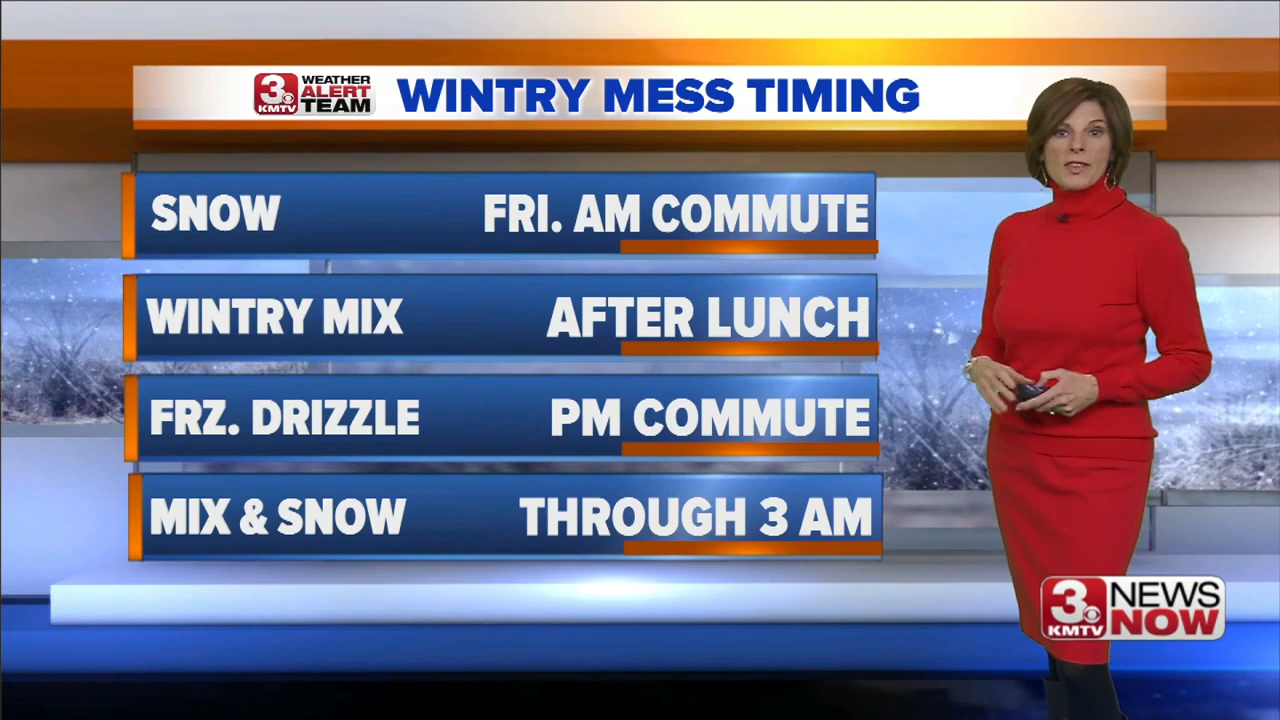 3 KMTV WEATHER ALERT TEAM WINTRY MESS TIMING
SNOW FRI. AM COMMUTE
WINTRY MIX AFTER LUNCH
FRZ. DRIZZLE PM COMMUTE
MIX & SNOW THROUGH 3 AM
3 KMTV NEWS NOW